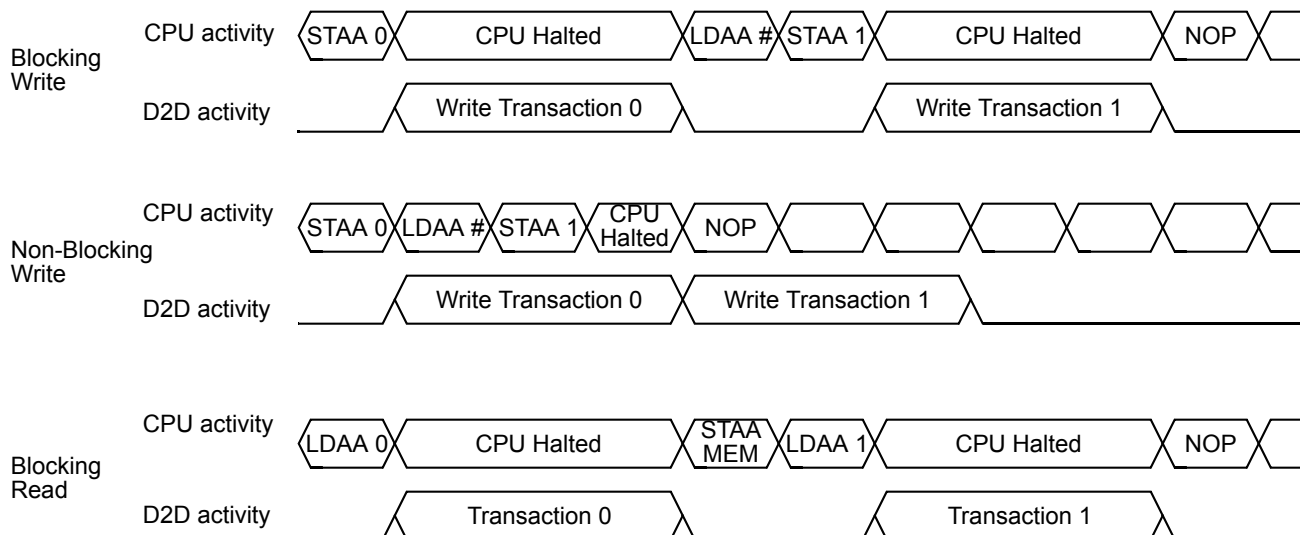 CPU activity STAA 0 CPU Halted LDAA # STAA 1 CPU Halted NOP
Blocking
Write
D2D activity Write Transaction 0 Write Transaction 1
CPU activity STAA 0 LDAA # STAA 1 CPU
Halted NOP
Non-Blocking
Write
D2D activity Write Transaction 0 Write Transaction 1
CPU activity LDAA 0 CPU Halted STAA
MEM LDAA 1 CPU Halted NOP
Blocking
Read
D2D activity Transaction 0 Transaction 1